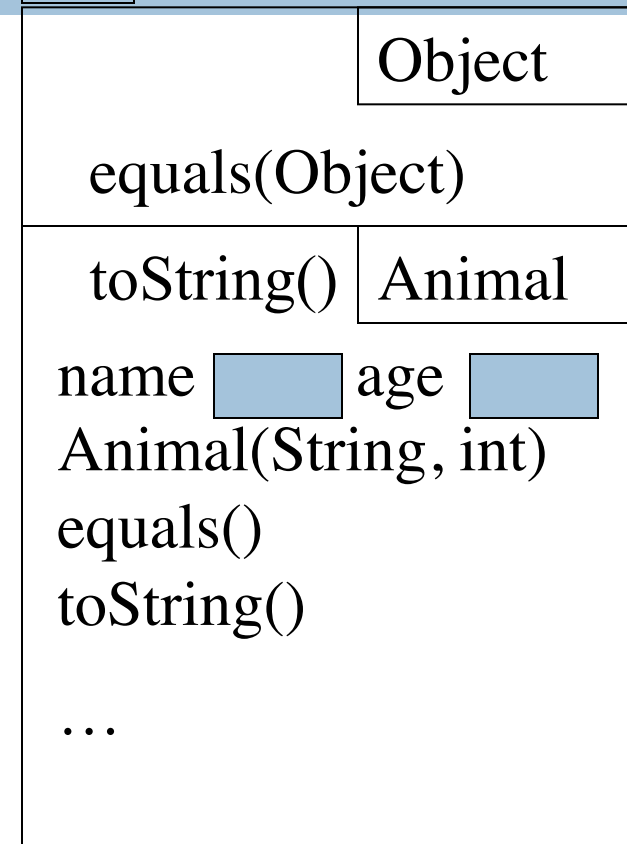 Object
equals(Object)
toString() Animal
name age
Animal(String, int)
equals()
toString()
…